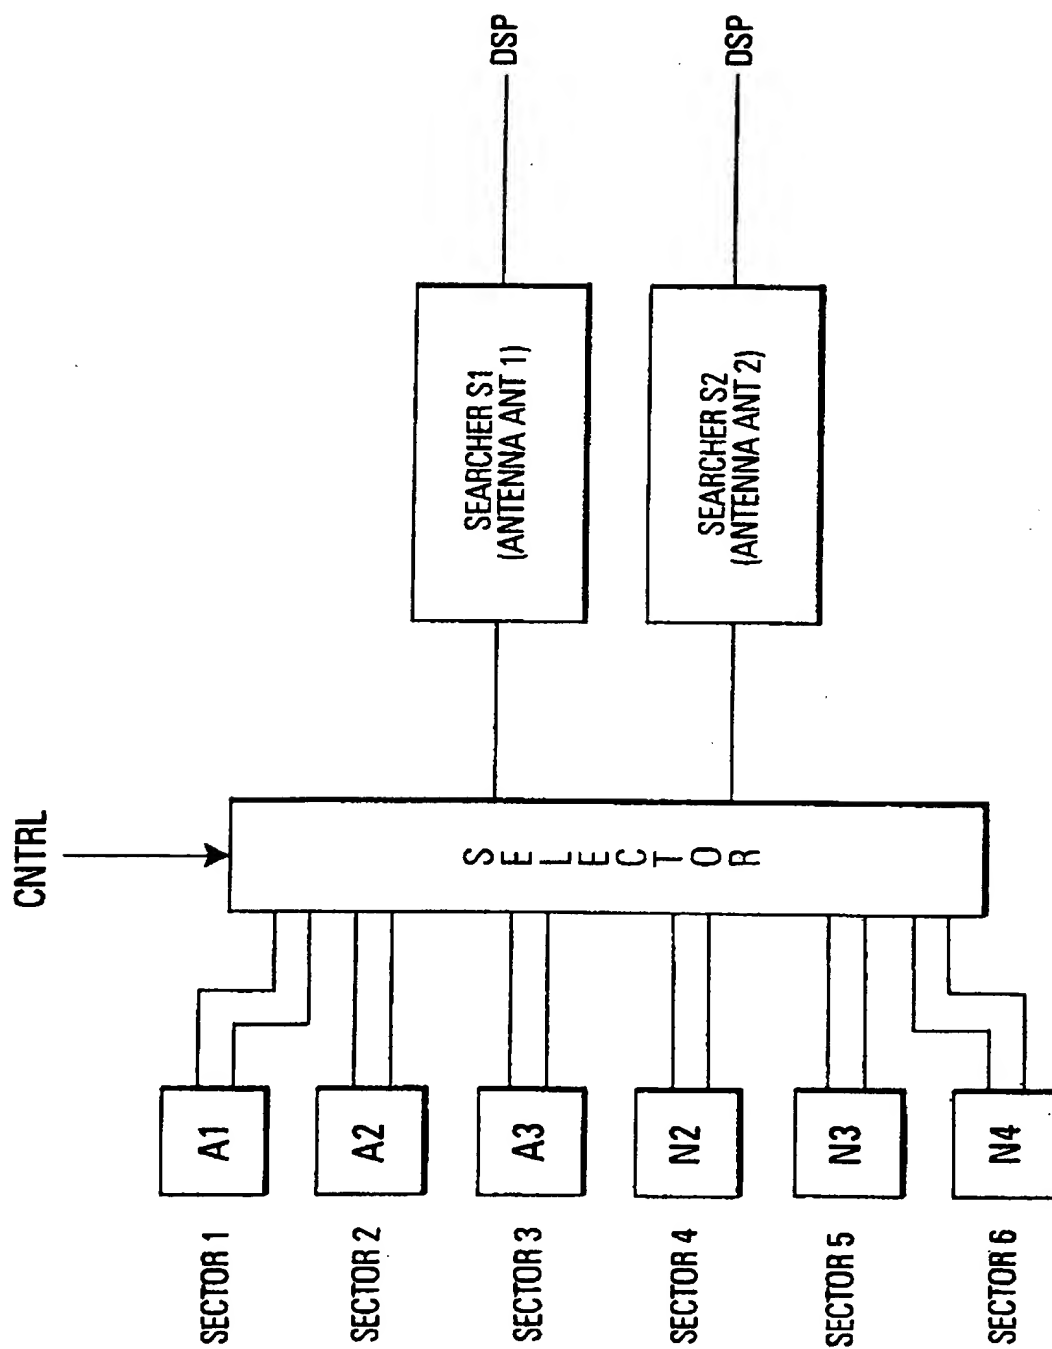 CNTRL
SECTOR 1
A1
SECTOR 2
A2
SECTOR 3
A3
SECTOR 4
N2
SECTOR 5
N3
SECTOR 6
N4
SELECTOR
SEARCHER S1
(ANTENNA ANT 1)
DSP
SEARCHER S2
(ANTENNA ANT 2)
DSP